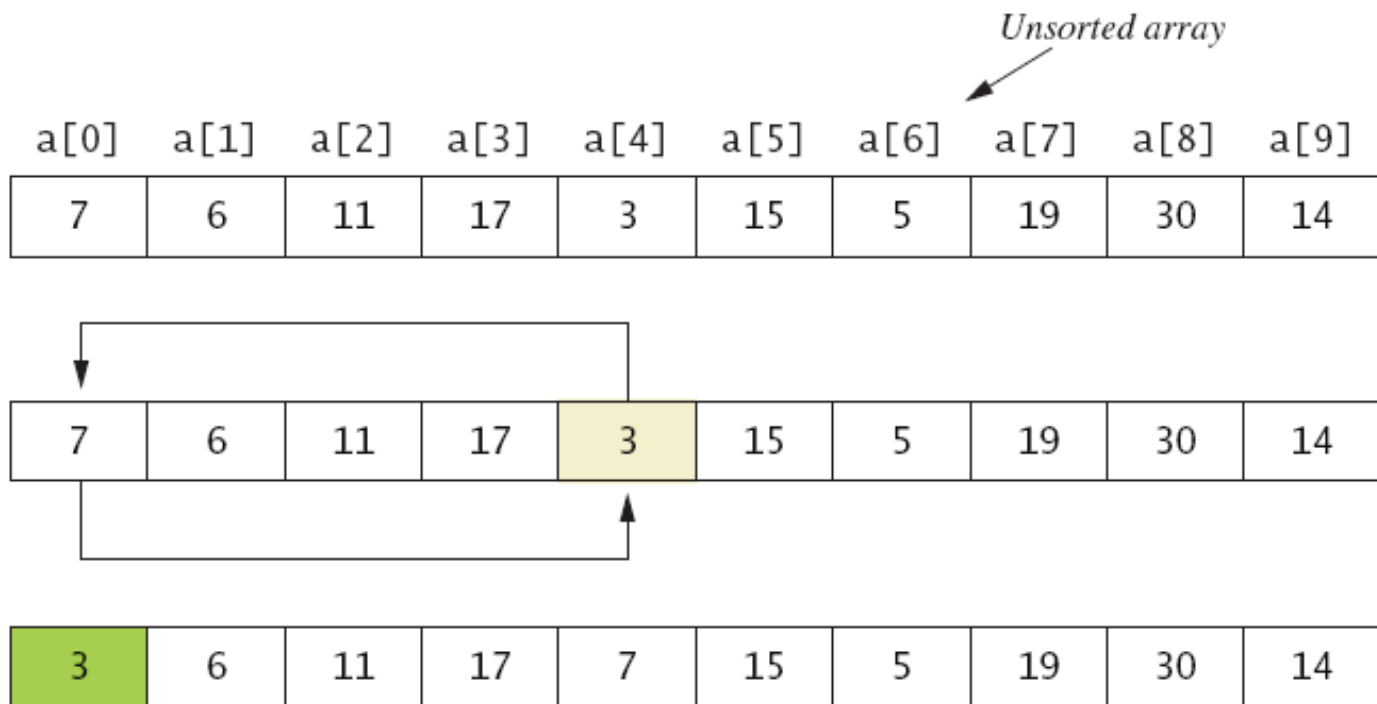 Unsorted array
a[0] a[1] a[2] a[3] a[4] a[5] a[6] a[7] a[8] a[9]
7 6 11 17 3 15 5 19 30 14
7 6 11 17 3 15 5 19 30 14
3 6 11 17 7 15 5 19 30 14